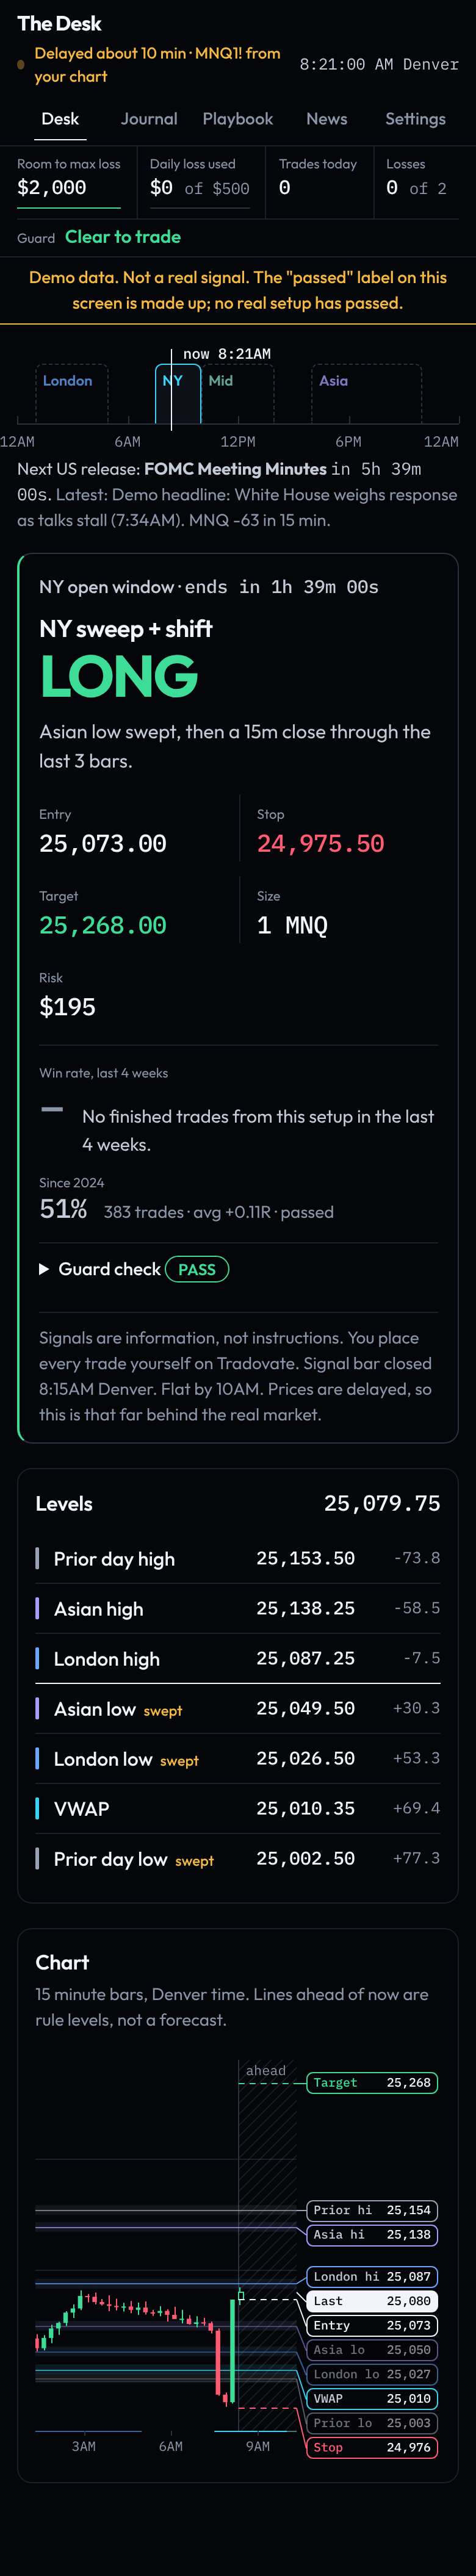 The Desk
Delayed about 10 min · MNQ1! from
your chart
8:21:00 AM Denver
Desk
Journal
Playbook
News
Settings
Room to max loss
$2,000
Daily loss used
$0 of $500
Trades today
0
Losses
0 of 2
Guard Clear to trade
Demo data. Not a real signal. The "passed" label on this
screen is made up; no real setup has passed.
now 8:21AM
London
NY
Mid
Asia
12AM
6AM
12PM
6PM
12AM
Next US release: FOMC Meeting Minutes in 5h 39m
00s. Latest: Demo headline: White House weighs response
as talks stall (7:34AM). MNQ -63 in 15 min.
NY open window · ends in 1h 39m 00s
NY sweep + shift
LONG
Asian low swept, then a 15m close through the
last 3 bars.
Entry
25,073.00
Stop
24,975.50
Target
25,268.00
Size
1 MNQ
Risk
$195
Win rate, last 4 weeks
— No finished trades from this setup in the last
4 weeks.
Since 2024
51% 383 trades · avg +0.11R · passed
Guard check PASS
Signals are information, not instructions. You place
every trade yourself on Tradovate. Signal bar closed
8:15AM Denver. Flat by 10AM. Prices are delayed, so
this is that far behind the real market.
Levels 25,079.75
Prior day high 25,153.50 -73.8
Asian high 25,138.25 -58.5
London high 25,087.25 -7.5
Asian low swept 25,049.50 +30.3
London low swept 25,026.50 +53.3
VWAP 25,010.35 +69.4
Prior day low swept 25,002.50 +77.3
Chart
15 minute bars, Denver time. Lines ahead of now are
rule levels, not a forecast.
ahead
Target 25,268
Prior hi 25,154
Asia hi 25,138
London hi 25,087
Last 25,080
Entry 25,073
Asia lo 25,050
London lo 25,027
VWAP 25,010
Prior lo 25,003
Stop 24,976
3AM
6AM
9AM